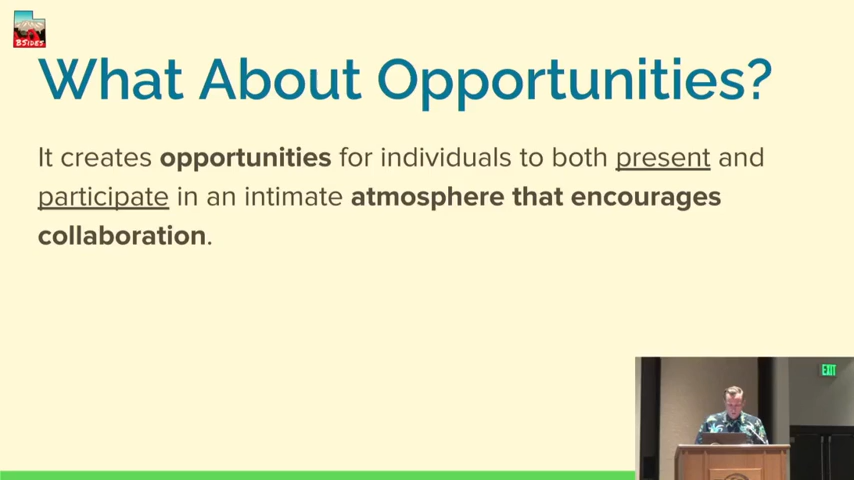 BSIDES
What About Opportunities?
It creates opportunities for individuals to both present and
participate in an intimate atmosphere that encourages
collaboration.
EXIT